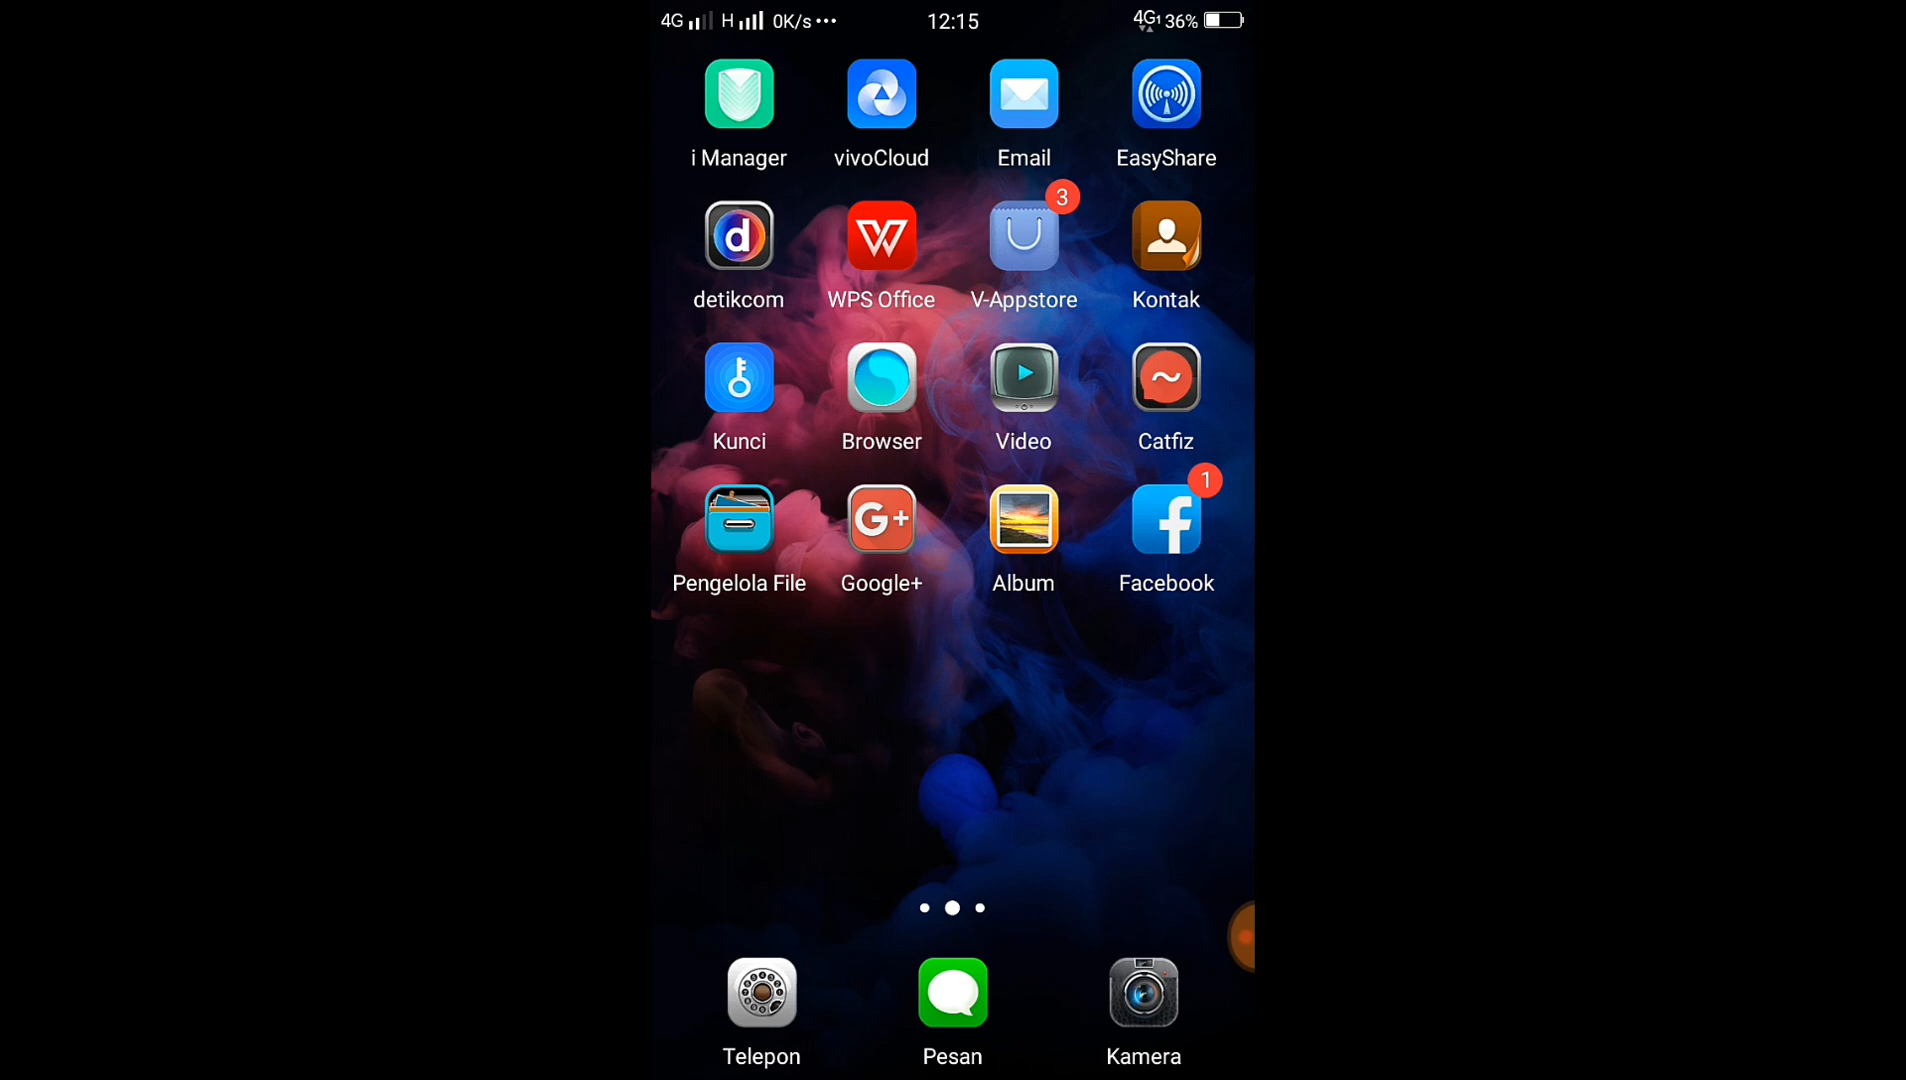 4G H 0K/s ••• 12:15 4G1 36%
i Manager vivoCloud Email EasyShare
3
detikcom WPS Office V-Appstore Kontak
Kunci Browser Video Catfiz
1
G+
Pengelola File Google+ Album Facebook
Telepon Pesan Kamera